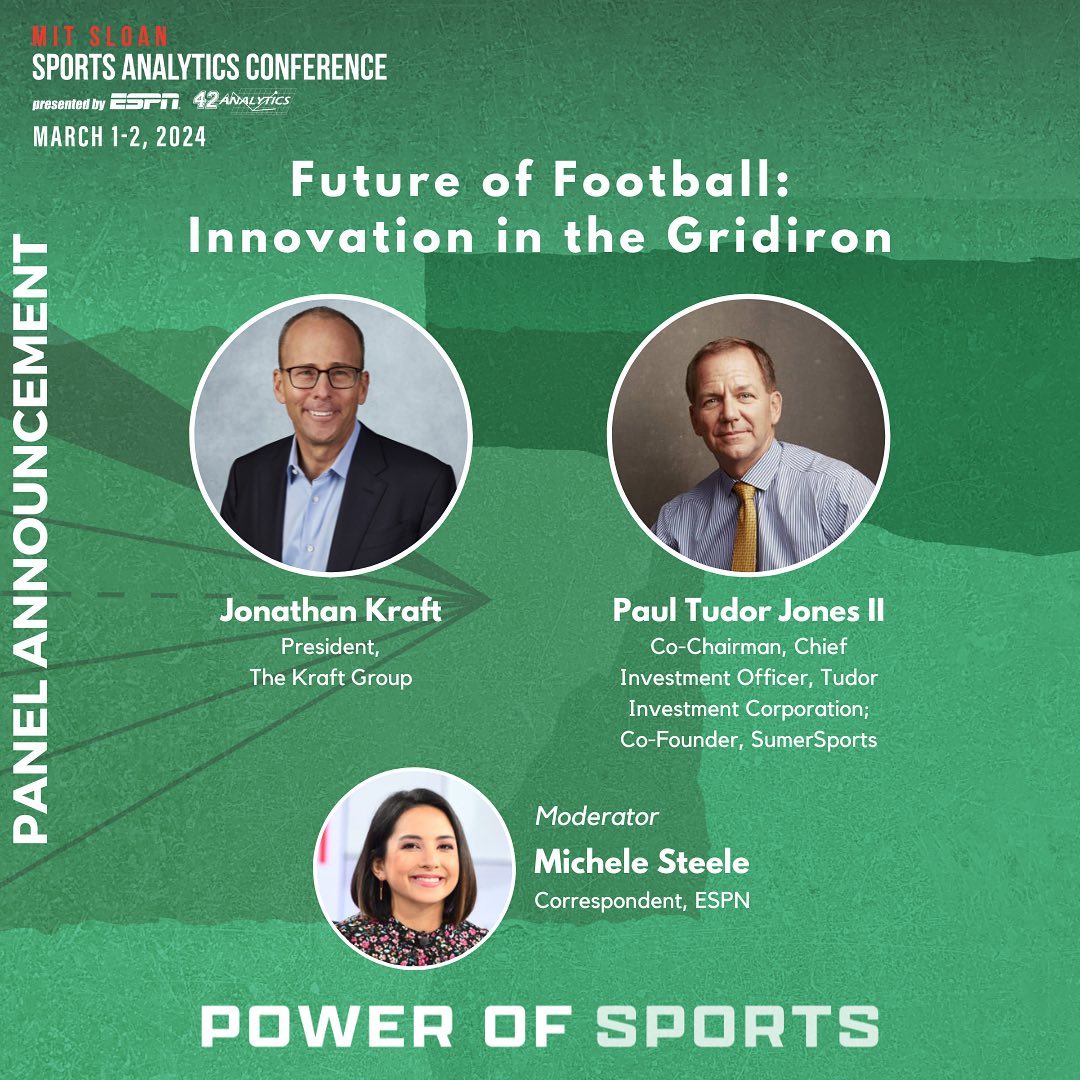 MIT SLOAN
SPORTS ANALYTICS CONFERENCE
presented by ESPN 42 ANALYTICS
MARCH 1-2, 2024
Future of Football:
Innovation in the Gridiron
PANEL ANNOUNCEMENT
Jonathan Kraft
President,
The Kraft Group
Paul Tudor Jones II
Co-Chairman, Chief
Investment Officer, Tudor
Investment Corporation;
Co-Founder, SumerSports
Moderator
Michele Steele
Correspondent, ESPN
POWER OF SPORTS